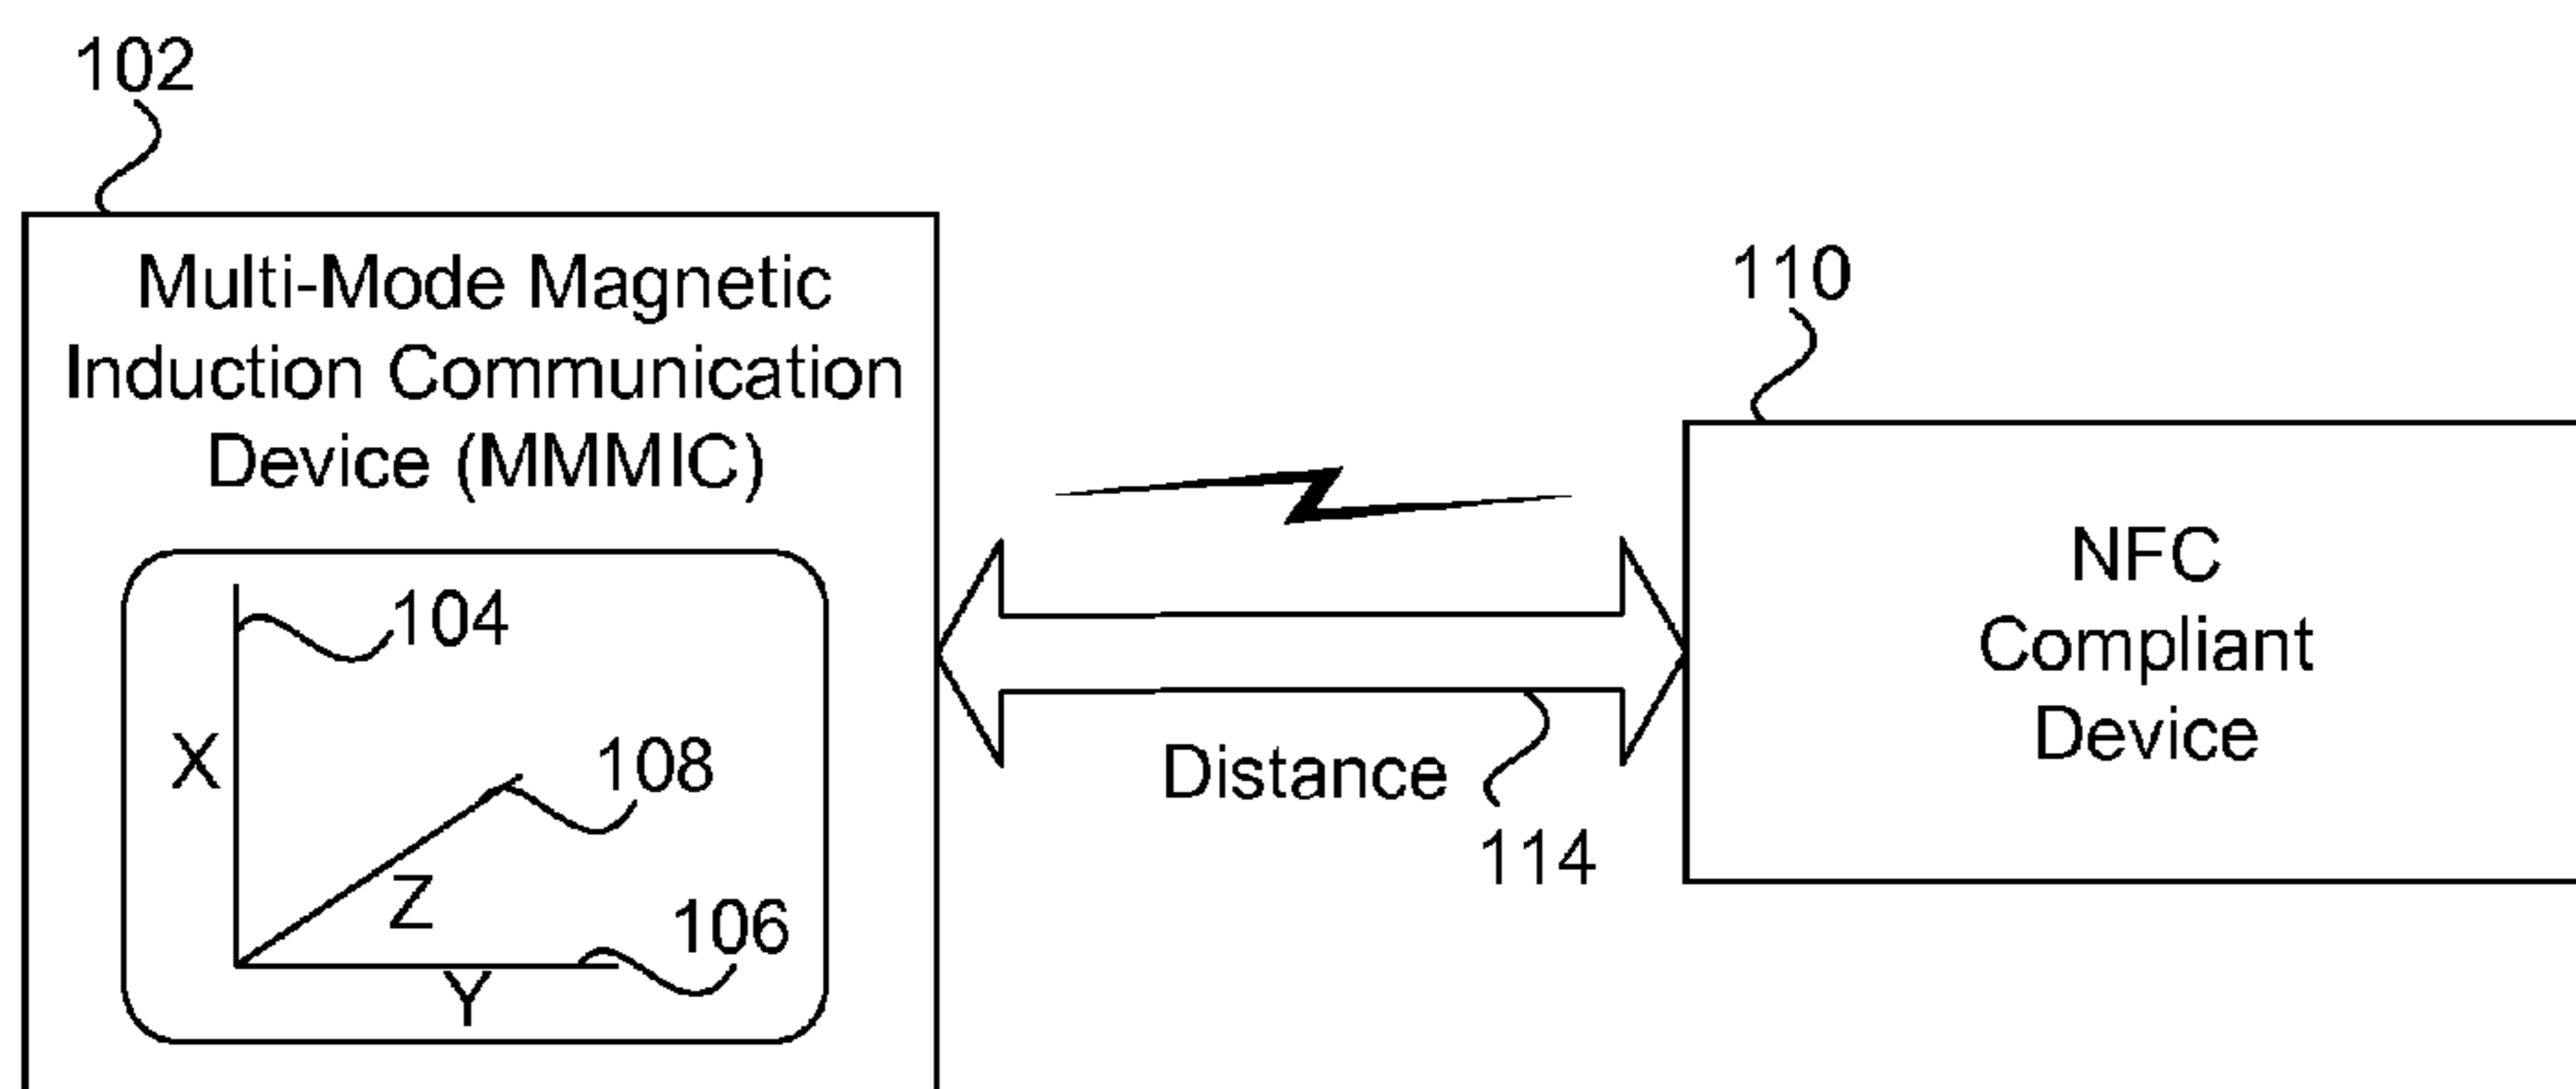 102
Multi-Mode Magnetic
Induction Communication
Device (MMMIC)
104
X
108
Z
106
Y
Distance
114
110
NFC
Compliant
Device